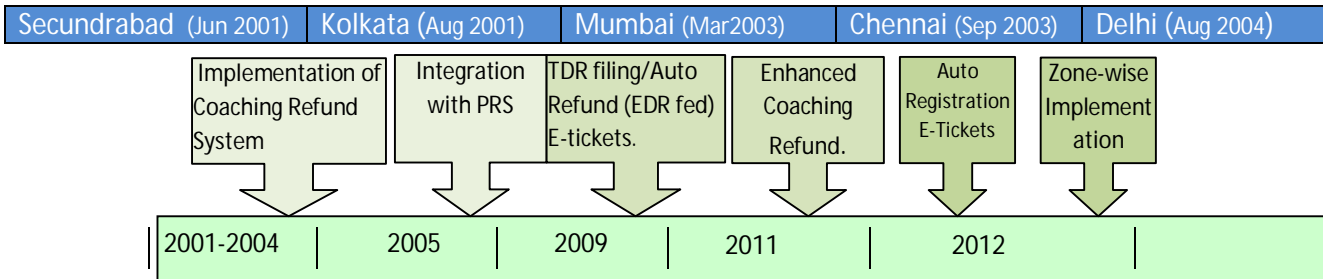 Secundrabad (Jun 2001) Kolkata (Aug 2001) Mumbai (Mar2003) Chennai (Sep 2003) Delhi (Aug 2004)
Implementation of
Coaching Refund
System
Integration
with PRS
TDR filing/Auto
Refund (EDR fed)
E-tickets.
Enhanced
Coaching
Refund.
Auto
Registration
E-Tickets
Zone-wise
Implement
ation
2001-2004 2005 2009 2011 2012